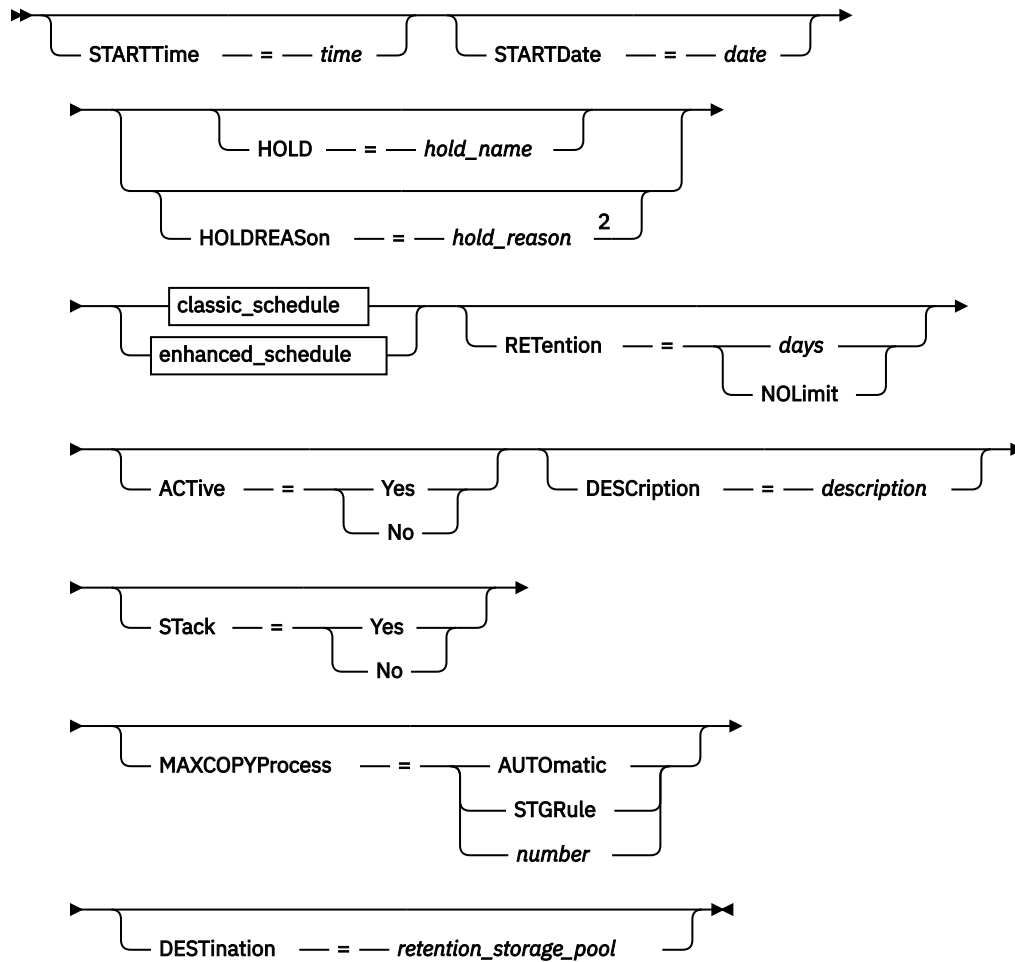 STARTTime = time STARTDate = date
HOLD = hold_name
HOLDREASon = hold_reason 2
classic_schedule
enhanced_schedule
RETention = days
NOLimit
ACTive = Yes
No
DESCription = description
STack = Yes
No
MAXCOPYProcess = AUTOmatic
STGRule
number
DESTination = retention_storage_pool